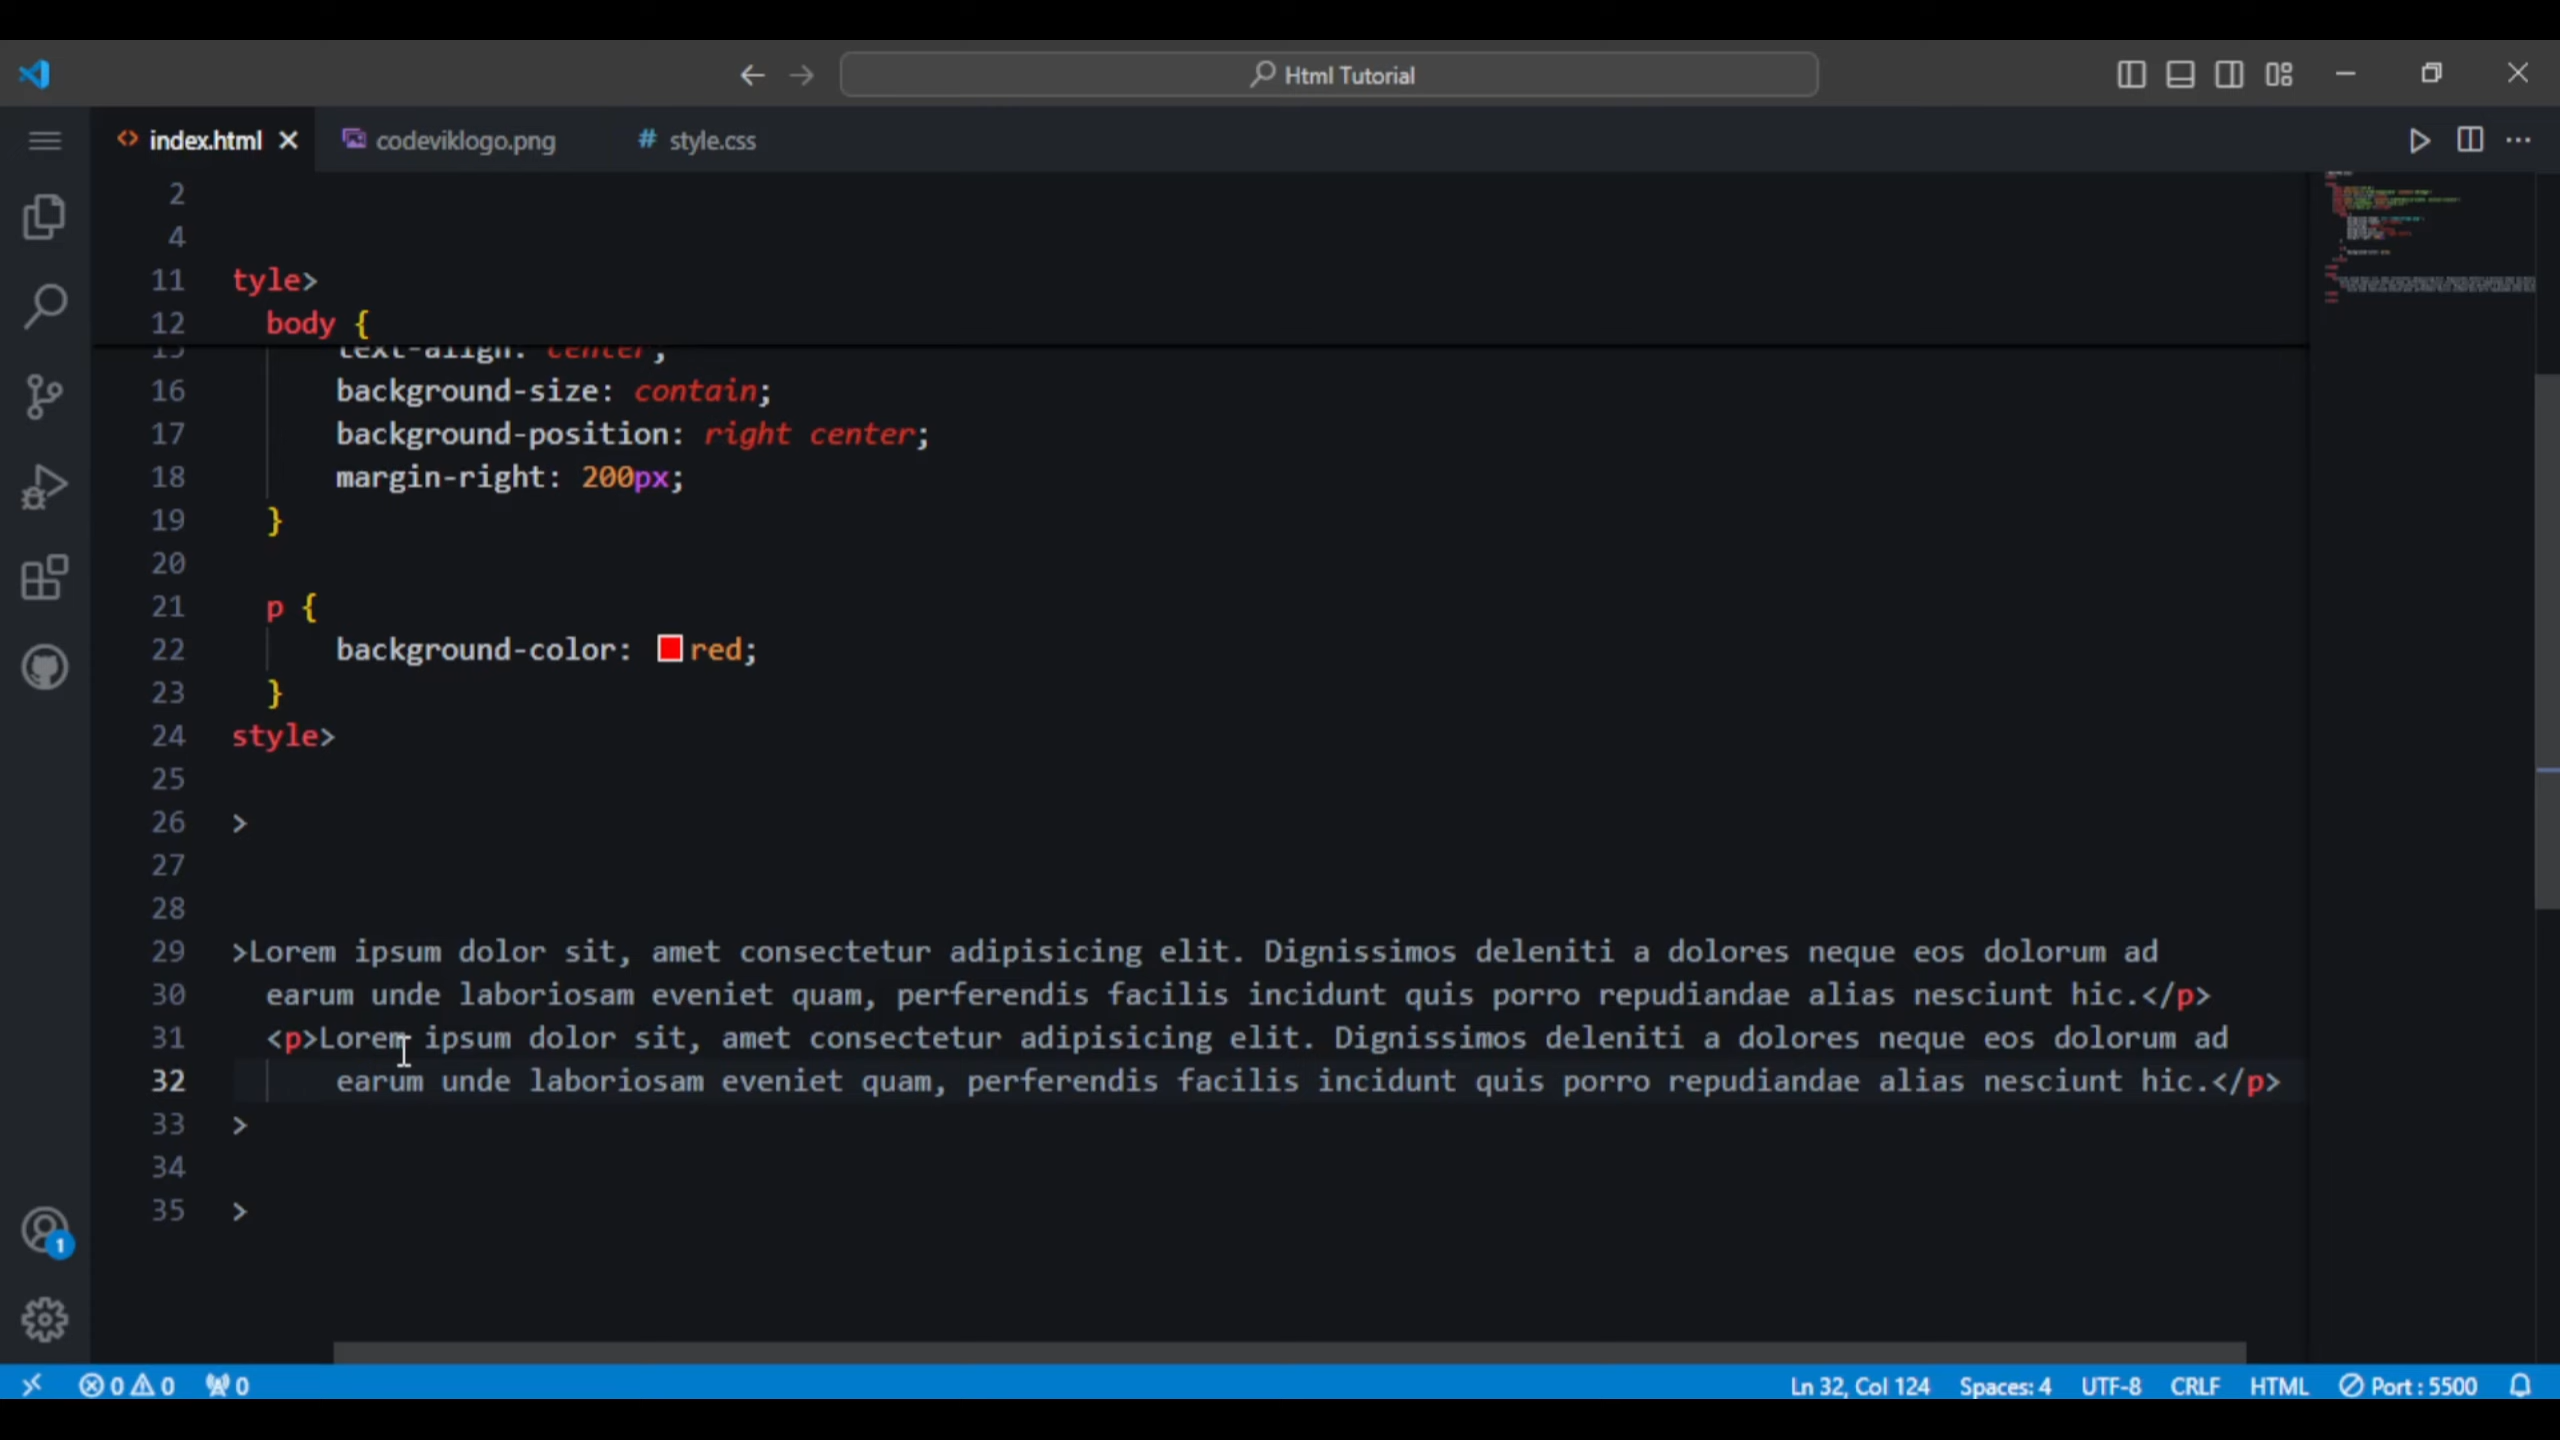 Html Tutorial
index.html
codeviklogo.png
# style.css
2
4
11 tyle>
12 body {
15 text-align: center;
16 background-size: contain;
17 background-position: right center;
18 margin-right: 200px;
19 }
20
21 p {
22 background-color: red;
23 }
24 style>
25
26 >
27
28
29 >Lorem ipsum dolor sit, amet consectetur adipisicing elit. Dignissimos deleniti a dolores neque eos dolorum ad
30 earum unde laboriosam eveniet quam, perferendis facilis incidunt quis porro repudiandae alias nesciunt hic.</p>
31 <p>Lorem ipsum dolor sit, amet consectetur adipisicing elit. Dignissimos deleniti a dolores neque eos dolorum ad
32 earum unde laboriosam eveniet quam, perferendis facilis incidunt quis porro repudiandae alias nesciunt hic.</p>
33 >
34
35 >
1
0 0 0 Ln 32, Col 124 Spaces: 4 UTF-8 CRLF HTML Port : 5500